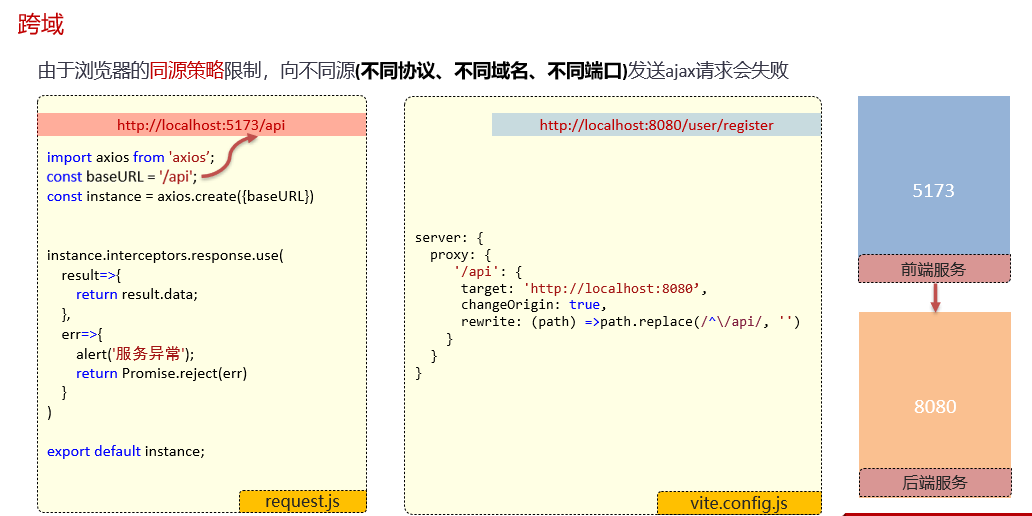 跨域
由于浏览器的同源策略限制，向不同源(不同协议、不同域名、不同端口)发送ajax请求会失败
http://localhost:5173/api
import axios from 'axios’;
const baseURL = '/api';
const instance = axios.create({baseURL})
instance.interceptors.response.use(
result=>{
return result.data;
},
err=>{
alert('服务异常');
return Promise.reject(err)
}
)
export default instance;
request.js
http://localhost:8080/user/register
server: {
proxy: {
'/api': {
target: 'http://localhost:8080’,
changeOrigin: true,
rewrite: (path) =>path.replace(/^\/api/, '')
}
}
}
vite.config.js
5173
前端服务
8080
后端服务